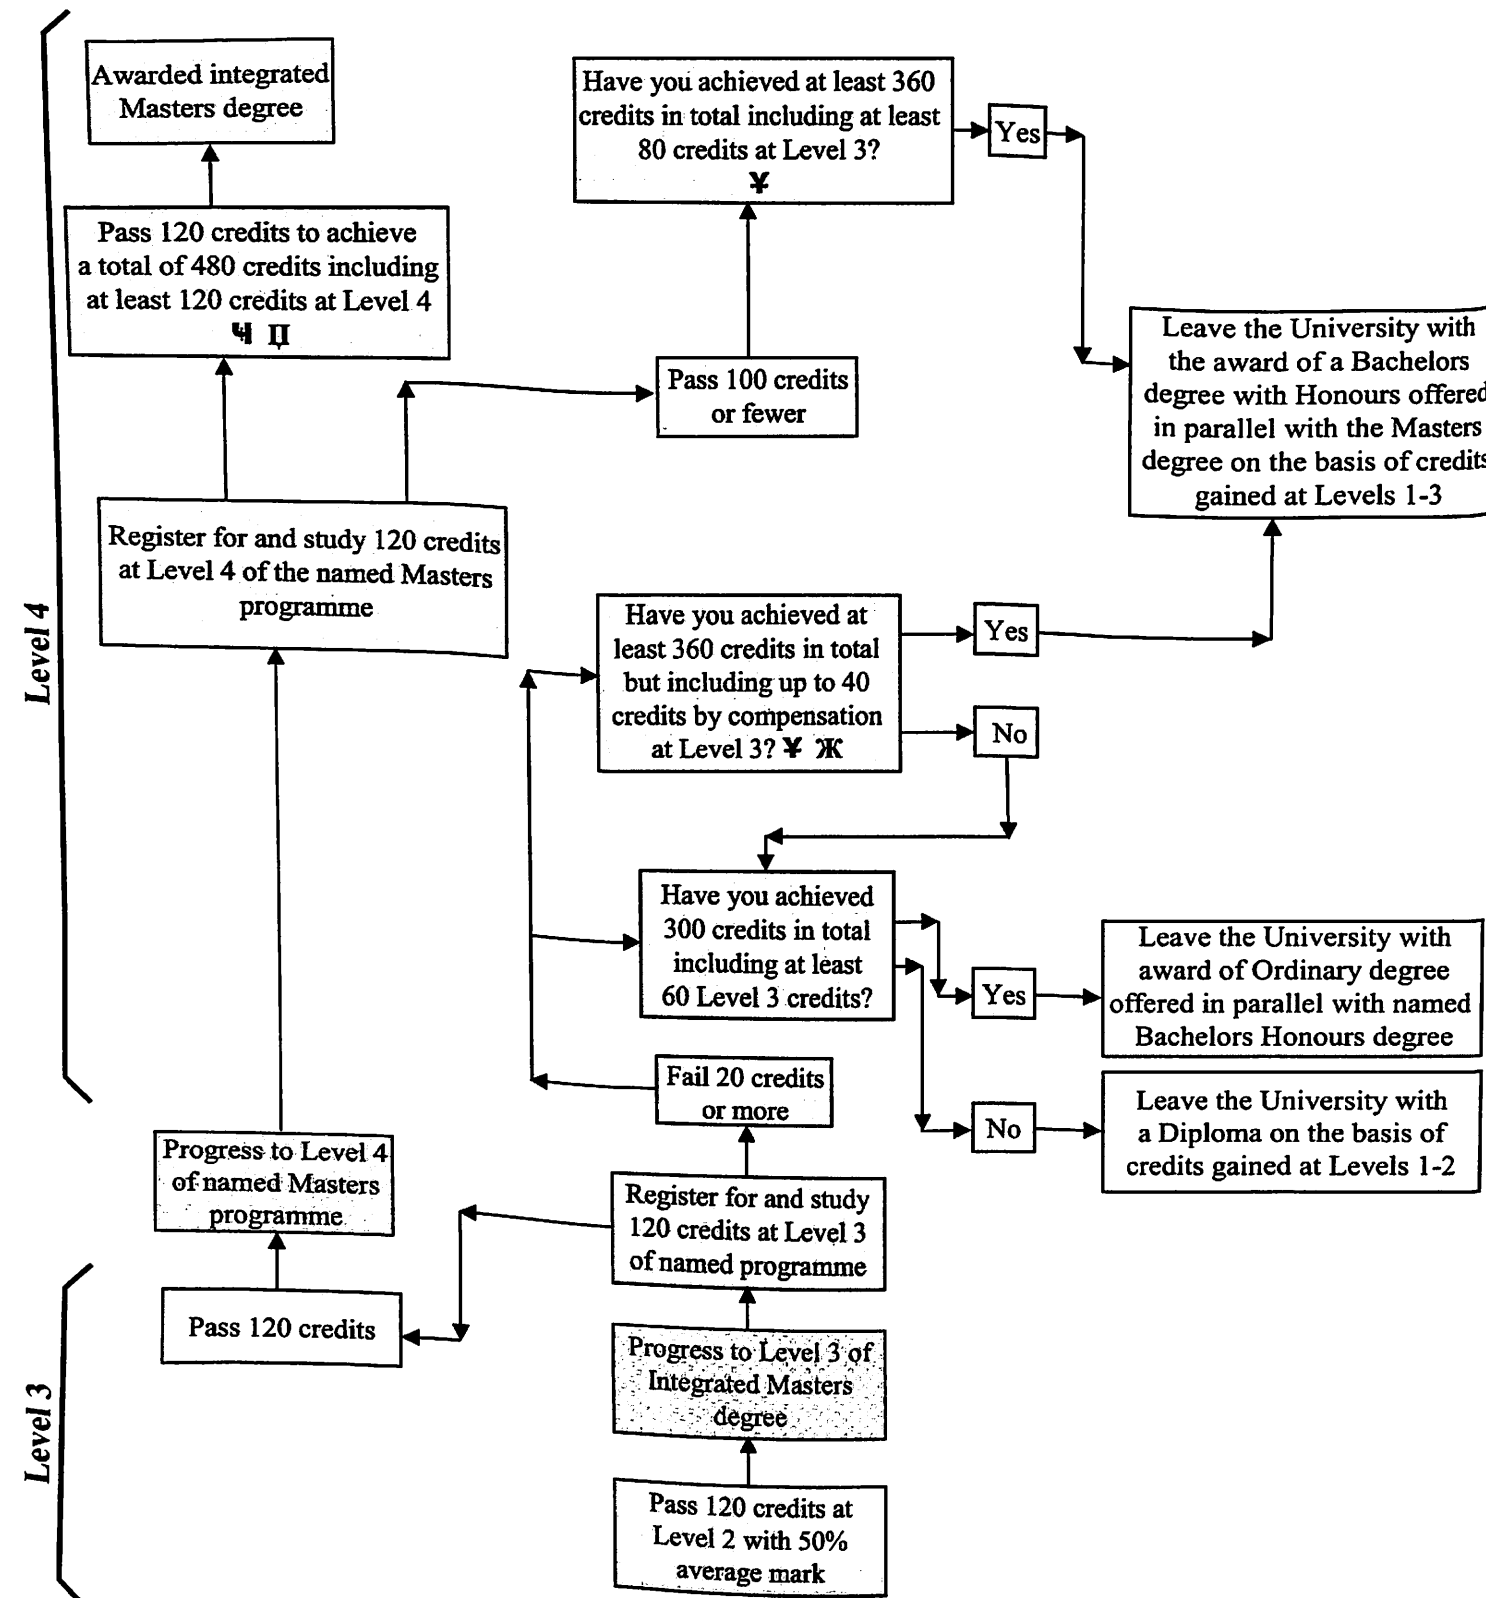 Awarded integrated
Masters degree
Have you achieved at least 360
credits in total including at least
80 credits at Level 3?
¥
Yes
Pass 120 credits to achieve
a total of 480 credits including
at least 120 credits at Level 4
Ҹ Џ
Leave the University with
the award of a Bachelors
degree with Honours offered
in parallel with the Masters
degree on the basis of credits
gained at Levels 1-3
Pass 100 credits
or fewer
Register for and study 120 credits
at Level 4 of the named Masters
programme
Level 4
Have you achieved at
least 360 credits in total
but including up to 40
credits by compensation
at Level 3? ¥ Ж
Yes
No
Have you achieved
300 credits in total
including at least
60 Level 3 credits?
Yes
Leave the University with
award of Ordinary degree
offered in parallel with named
Bachelors Honours degree
Fail 20 credits
or more
No
Leave the University with
a Diploma on the basis of
credits gained at Levels 1-2
Progress to Level 4
of named Masters
programme
Register for and study
120 credits at Level 3
of named programme
Pass 120 credits
Level 3
Progress to Level 3 of
Integrated Masters
degree
Pass 120 credits at
Level 2 with 50%
average mark